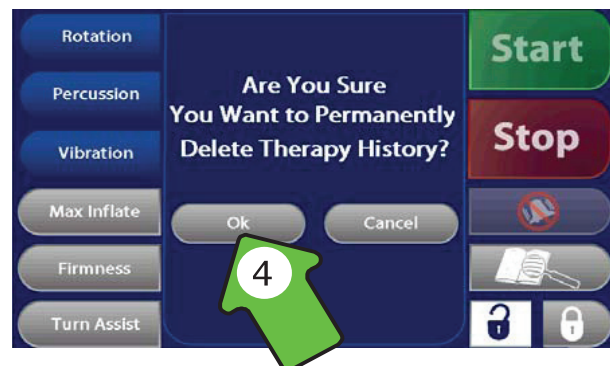 Rotation
Percussion
Vibration
Max Inflate
Firmness
Turn Assist
Are You Sure
You Want to Permanently
Delete Therapy History?
Ok
Cancel
4
Start
Stop